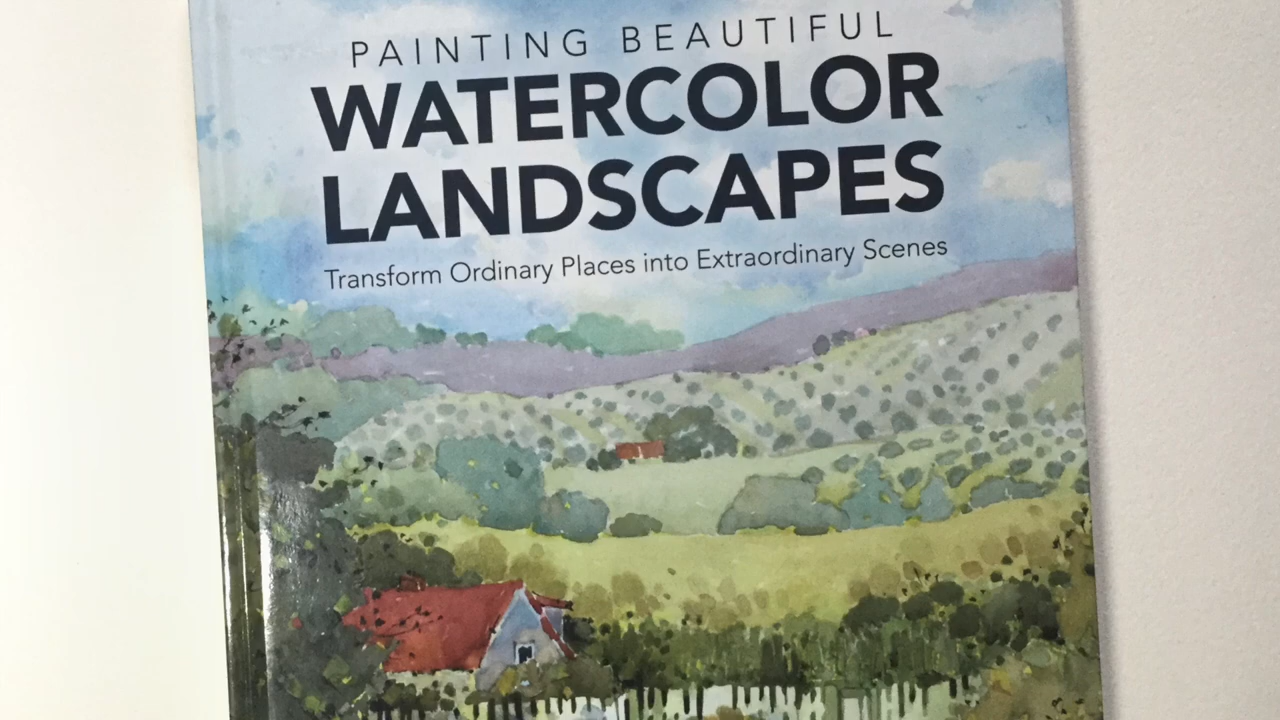 PAINTING BEAUTIFUL
WATERCOLOR
LANDSCAPES
Transform Ordinary Places into Extraordinary Scenes